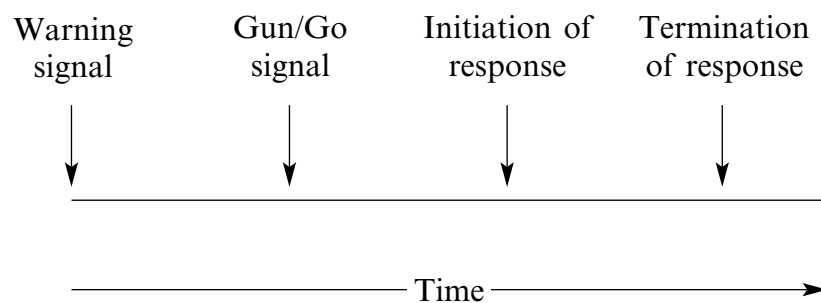 Warning
signal
Gun/Go
signal
Initiation of
response
Termination
of response
Time